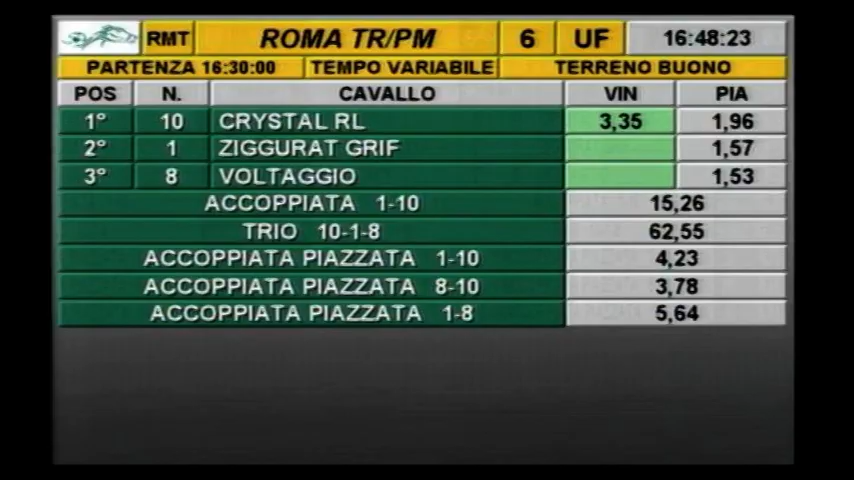 RMT ROMA TR/PM 6 UF 16:48:23
PARTENZA 16:30:00 TEMPO VARIABILE TERRENO BUONO
POS N. CAVALLO VIN PIA
1° 10 CRYSTAL RL 3,35 1,96
2° 1 ZIGGURAT GRIF 1,57
3° 8 VOLTAGGIO 1,53
ACCOPPIATA 1-10 15,26
TRIO 10-1-8 62,55
ACCOPPIATA PIAZZATA 1-10 4,23
ACCOPPIATA PIAZZATA 8-10 3,78
ACCOPPIATA PIAZZATA 1-8 5,64